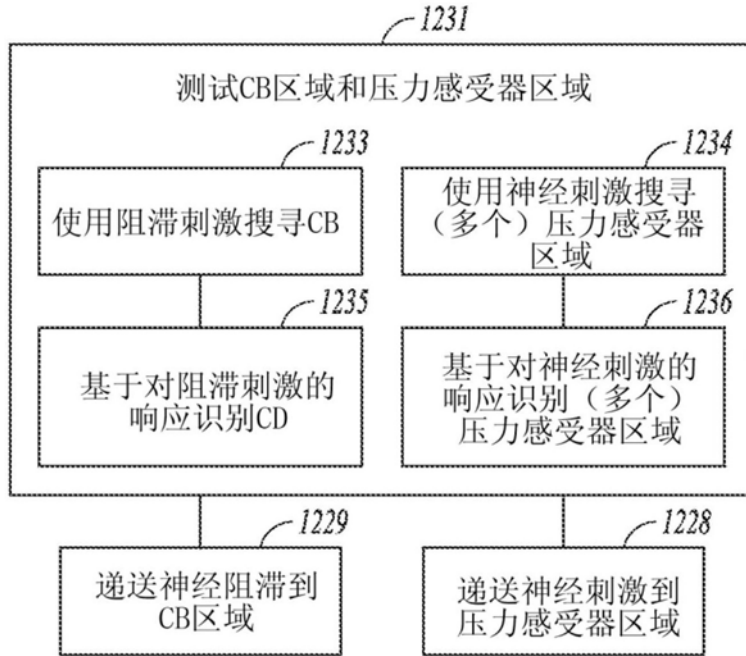 1231
测试CB区域和压力感受器区域
1233
使用阻滞刺激搜寻CB
1234
使用神经刺激搜寻
（多个）压力感受器
区域
1235
基于对阻滞刺激的
响应识别CD
1236
基于对神经刺激的
响应识别（多个）
压力感受器区域
1229
递送神经阻滞到
CB区域
1228
递送神经刺激到
压力感受器区域